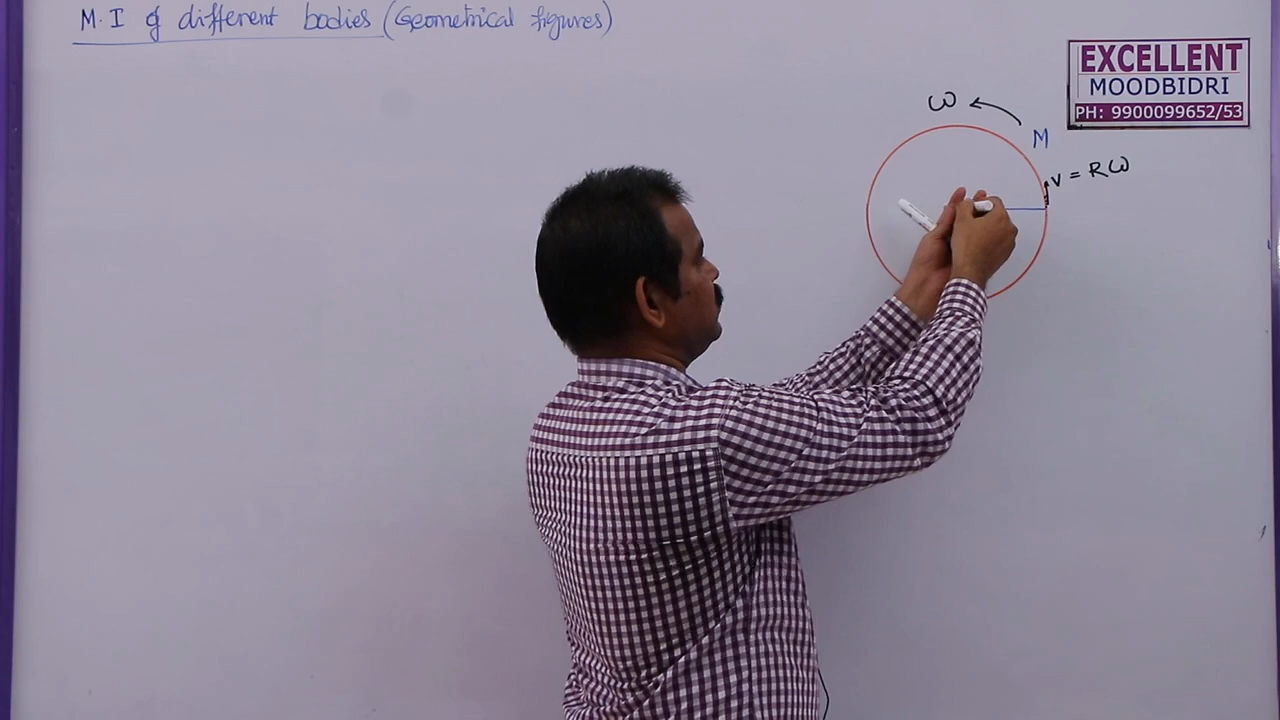 M.I of different bodies (Geometrical figures)
EXCELLENT
MOODBIDRI
PH: 9900099652/53
ω
M
v = Rω